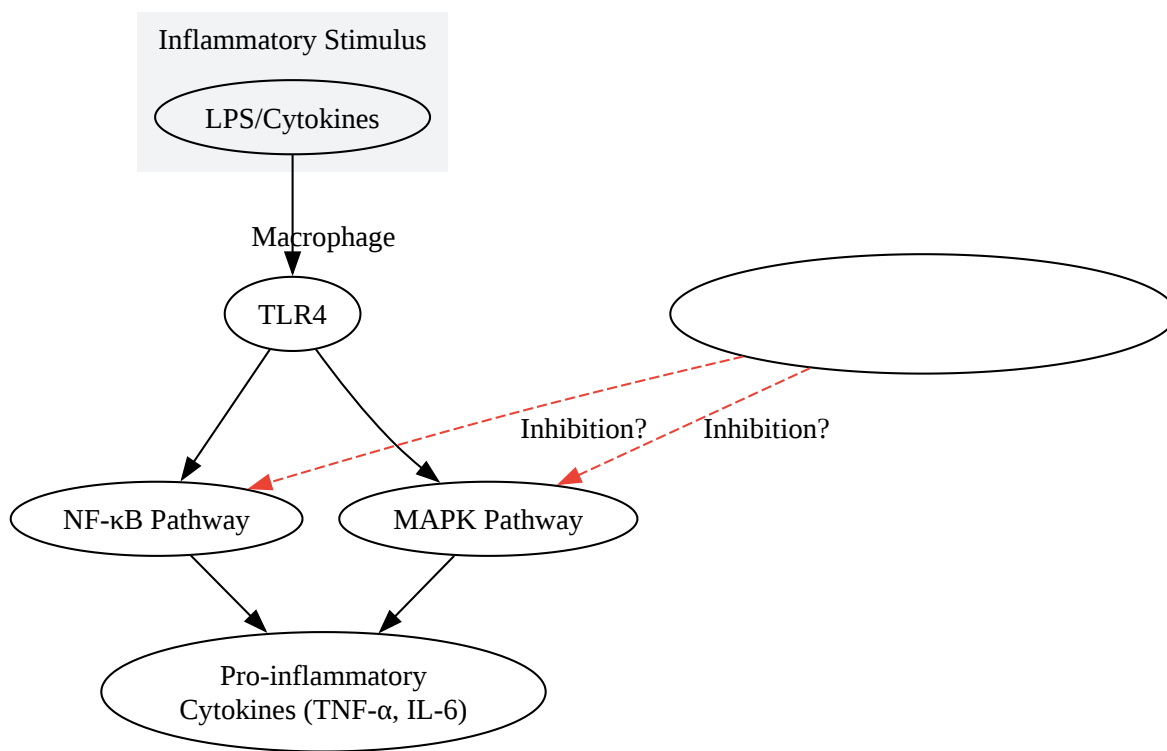 Inflammatory Stimulus
LPS/Cytokines
Macrophage
TLR4
Inhibition?
Inhibition?
NF-κB Pathway
MAPK Pathway
Pro-inflammatory
Cytokines (TNF-α, IL-6)